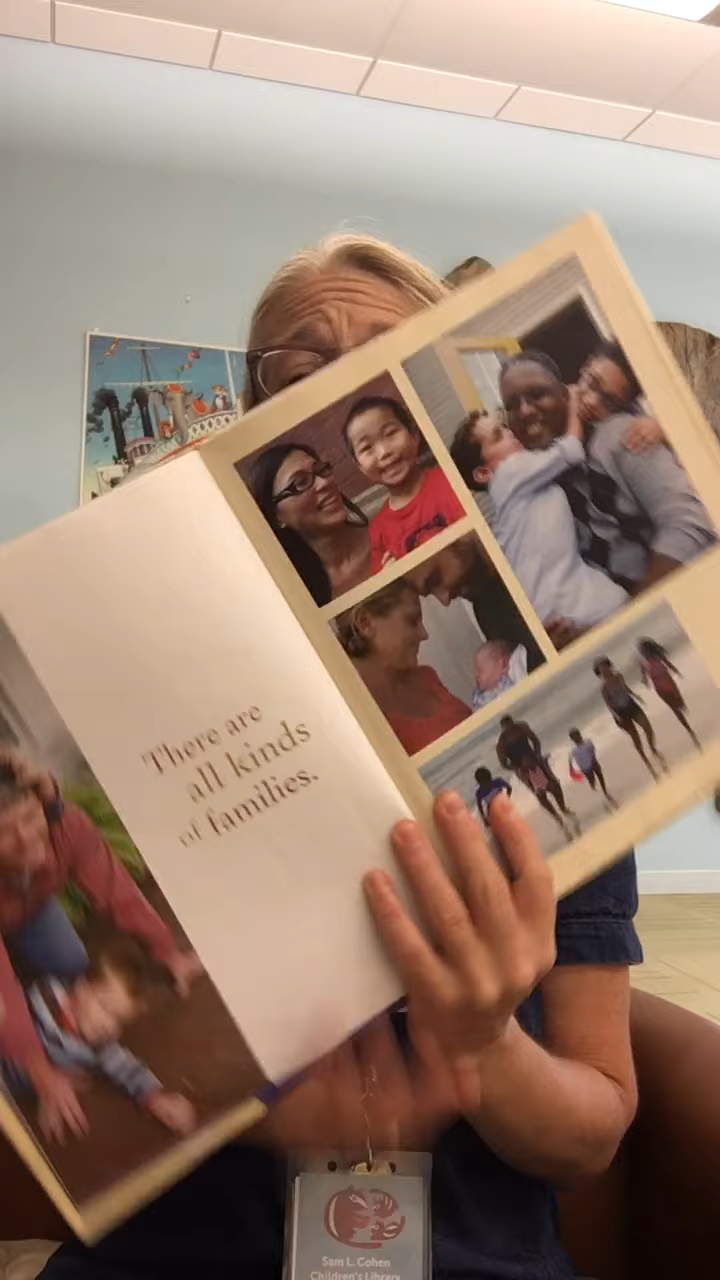 There are
all kinds
of families.
Sam L. Cohen
Children's Library